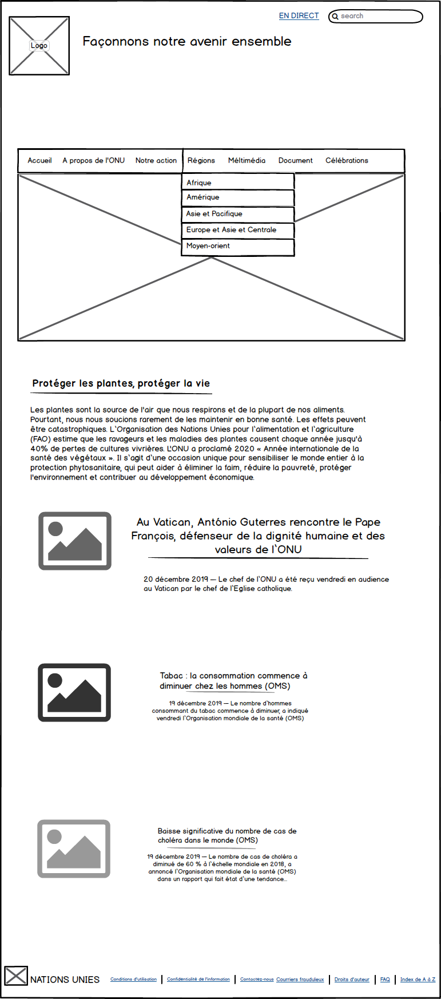 EN DIRECT
search
Logo
Façonnons notre avenir ensemble
Accueil A propos de l'ONU Notre action Régions Méltimédia Document Célébrations
Afrique
Amérique
Asie et Pacifique
Europe et Asie et Centrale
Moyen-orient
Protéger les plantes, protéger la vie
Les plantes sont la source de l'air que nous respirons et de la plupart de nos aliments.
Pourtant, nous nous soucions rarement de les maintenir en bonne santé. Les effets peuvent
être catastrophiques. L`Organisation des Nations Unies pour l`alimentation et l`agriculture
(FAO) estime que les ravageurs et les maladies des plantes causent chaque année jusqu'à
40% de pertes de cultures vivrières. L'ONU a proclamé 2020 « Année internationale de la
santé des végétaux ». Il s`agit d`une occasion unique pour sensibiliser le monde entier à la
protection phytosanitaire, qui peut aider à éliminer la faim, réduire la pauvreté, protéger
l'environnement et contribuer au développement économique.
Au Vatican, António Guterres rencontre le Pape
François, défenseur de la dignité humaine et des
valeurs de l`ONU
20 décembre 2019 — Le chef de l`ONU a été reçu vendredi en audience
au Vatican par le chef de l`Eglise catholique.
Tabac : la consommation commence à
diminuer chez les hommes (OMS)
19 décembre 2019 — Le nombre d`hommes
consommant du tabac commence à diminuer, a indiqué
vendredi l`Organisation mondiale de la santé (OMS)
Baisse significative du nombre de cas de
choléra dans le monde (OMS)
19 décembre 2019 — Le nombre de cas de choléra a
diminué de 60 % à l`échelle mondiale en 2018, a
annoncé l`Organisation mondiale de la santé (OMS)
dans un rapport qui fait état d`une tendance...
NATIONS UNIES Conditions d'utilisation Confidentialité de l'information Contactez-nous Courriers frauduleux Droits d'auteur FAQ Index de A à Z